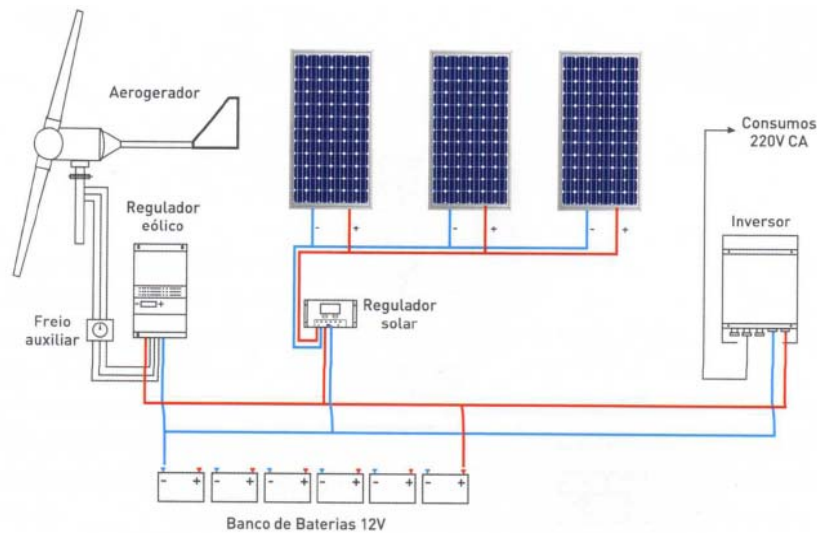 Aerogerador
Regulador
eólico
Freio
auxiliar
- +
- +
- +
- +
Regulador
solar
Consumos
220V CA
Inversor
- +
- +
- +
- +
- +
- +
Banco de Baterias 12V